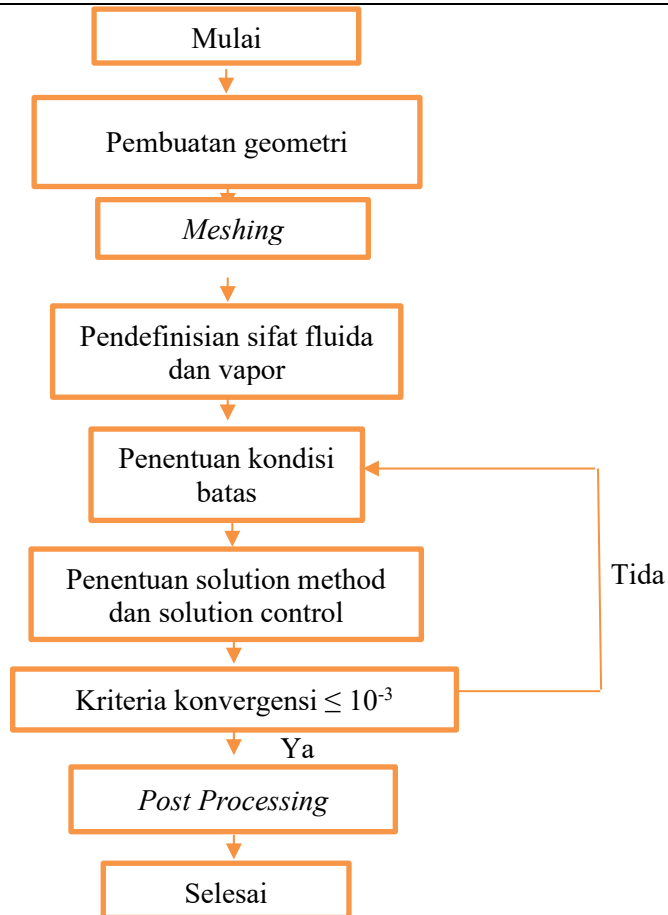 Mulai
Pembuatan geometri
Meshing
Pendefinisian sifat fluida
dan vapor
Penentuan kondisi
batas
Penentuan solution method
dan solution control
Tida
Kriteria konvergensi ≤ 10⁻³
Ya
Post Processing
Selesai